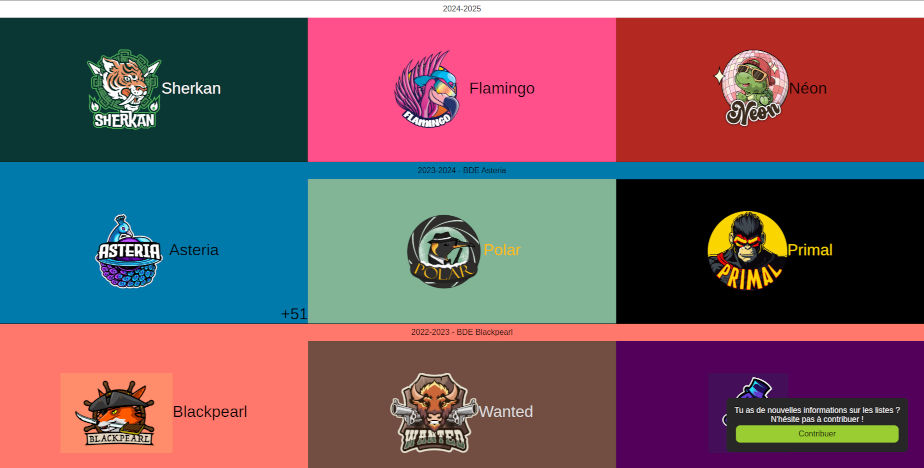 2024-2025
SHERKAN
Sherkan
FLAMINGO
Flamingo
Néon
Néon
2023-2024 - BDE Asteria
ASTERIA
Asteria
+51
POLAR
Polar
PRIMAL
Primal
2022-2023 - BDE Blackpearl
BLACKPEARL
Blackpearl
WANTED
Wanted
Tu as de nouvelles informations sur les listes ?
N'hésite pas à contribuer !
Contribuer